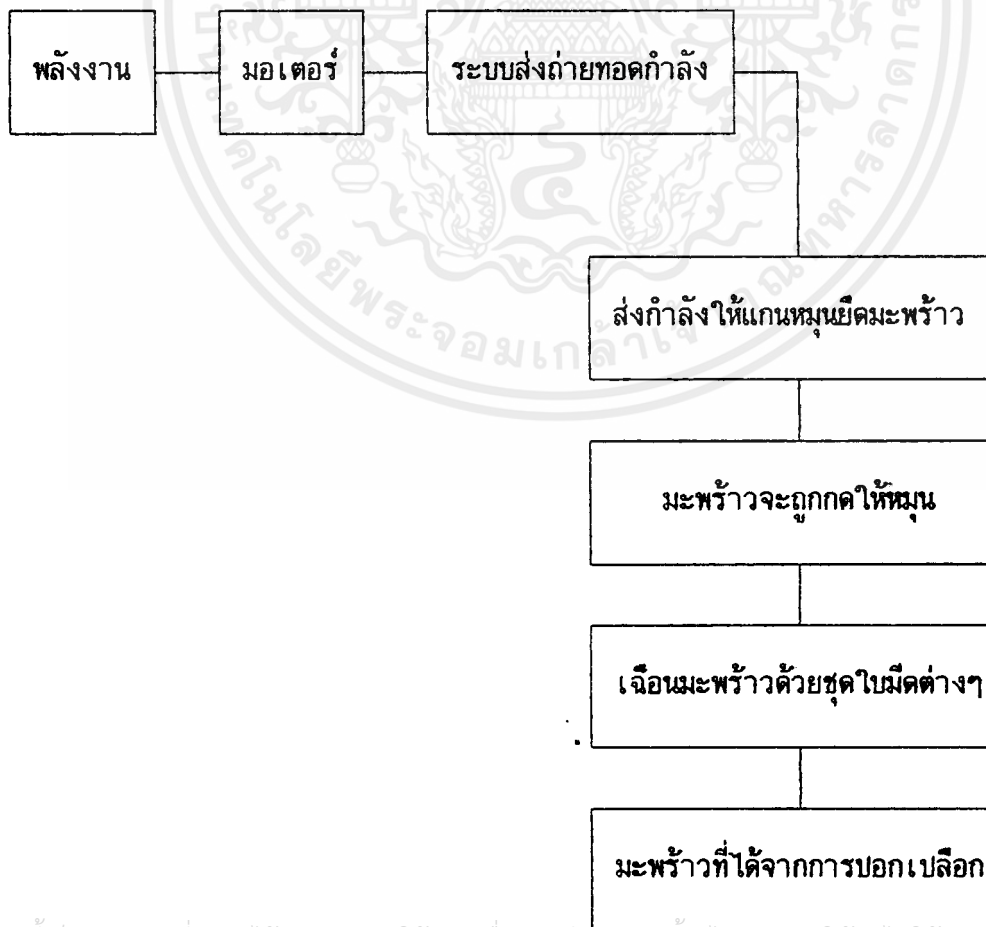 พลังงาน
มอเตอร์
ระบบส่งถ่ายทอดกำลัง
ส่งกำลังให้แกนหมุนยึดมะพร้าว
มะพร้าวจะถูกกดให้หมุน
เฉือนมะพร้าวด้วยชุดใบมีดต่างๆ
มะพร้าวที่ได้จากการปอกเปลือก